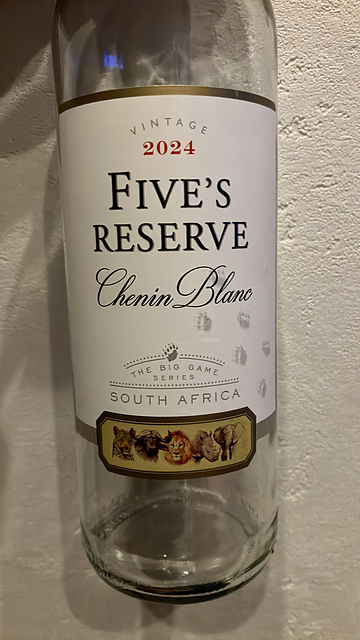 VINTAGE
2024
FIVE'S
RESERVE
Chenin Blanc
THE BIG GAME
SERIES
SOUTH AFRICA